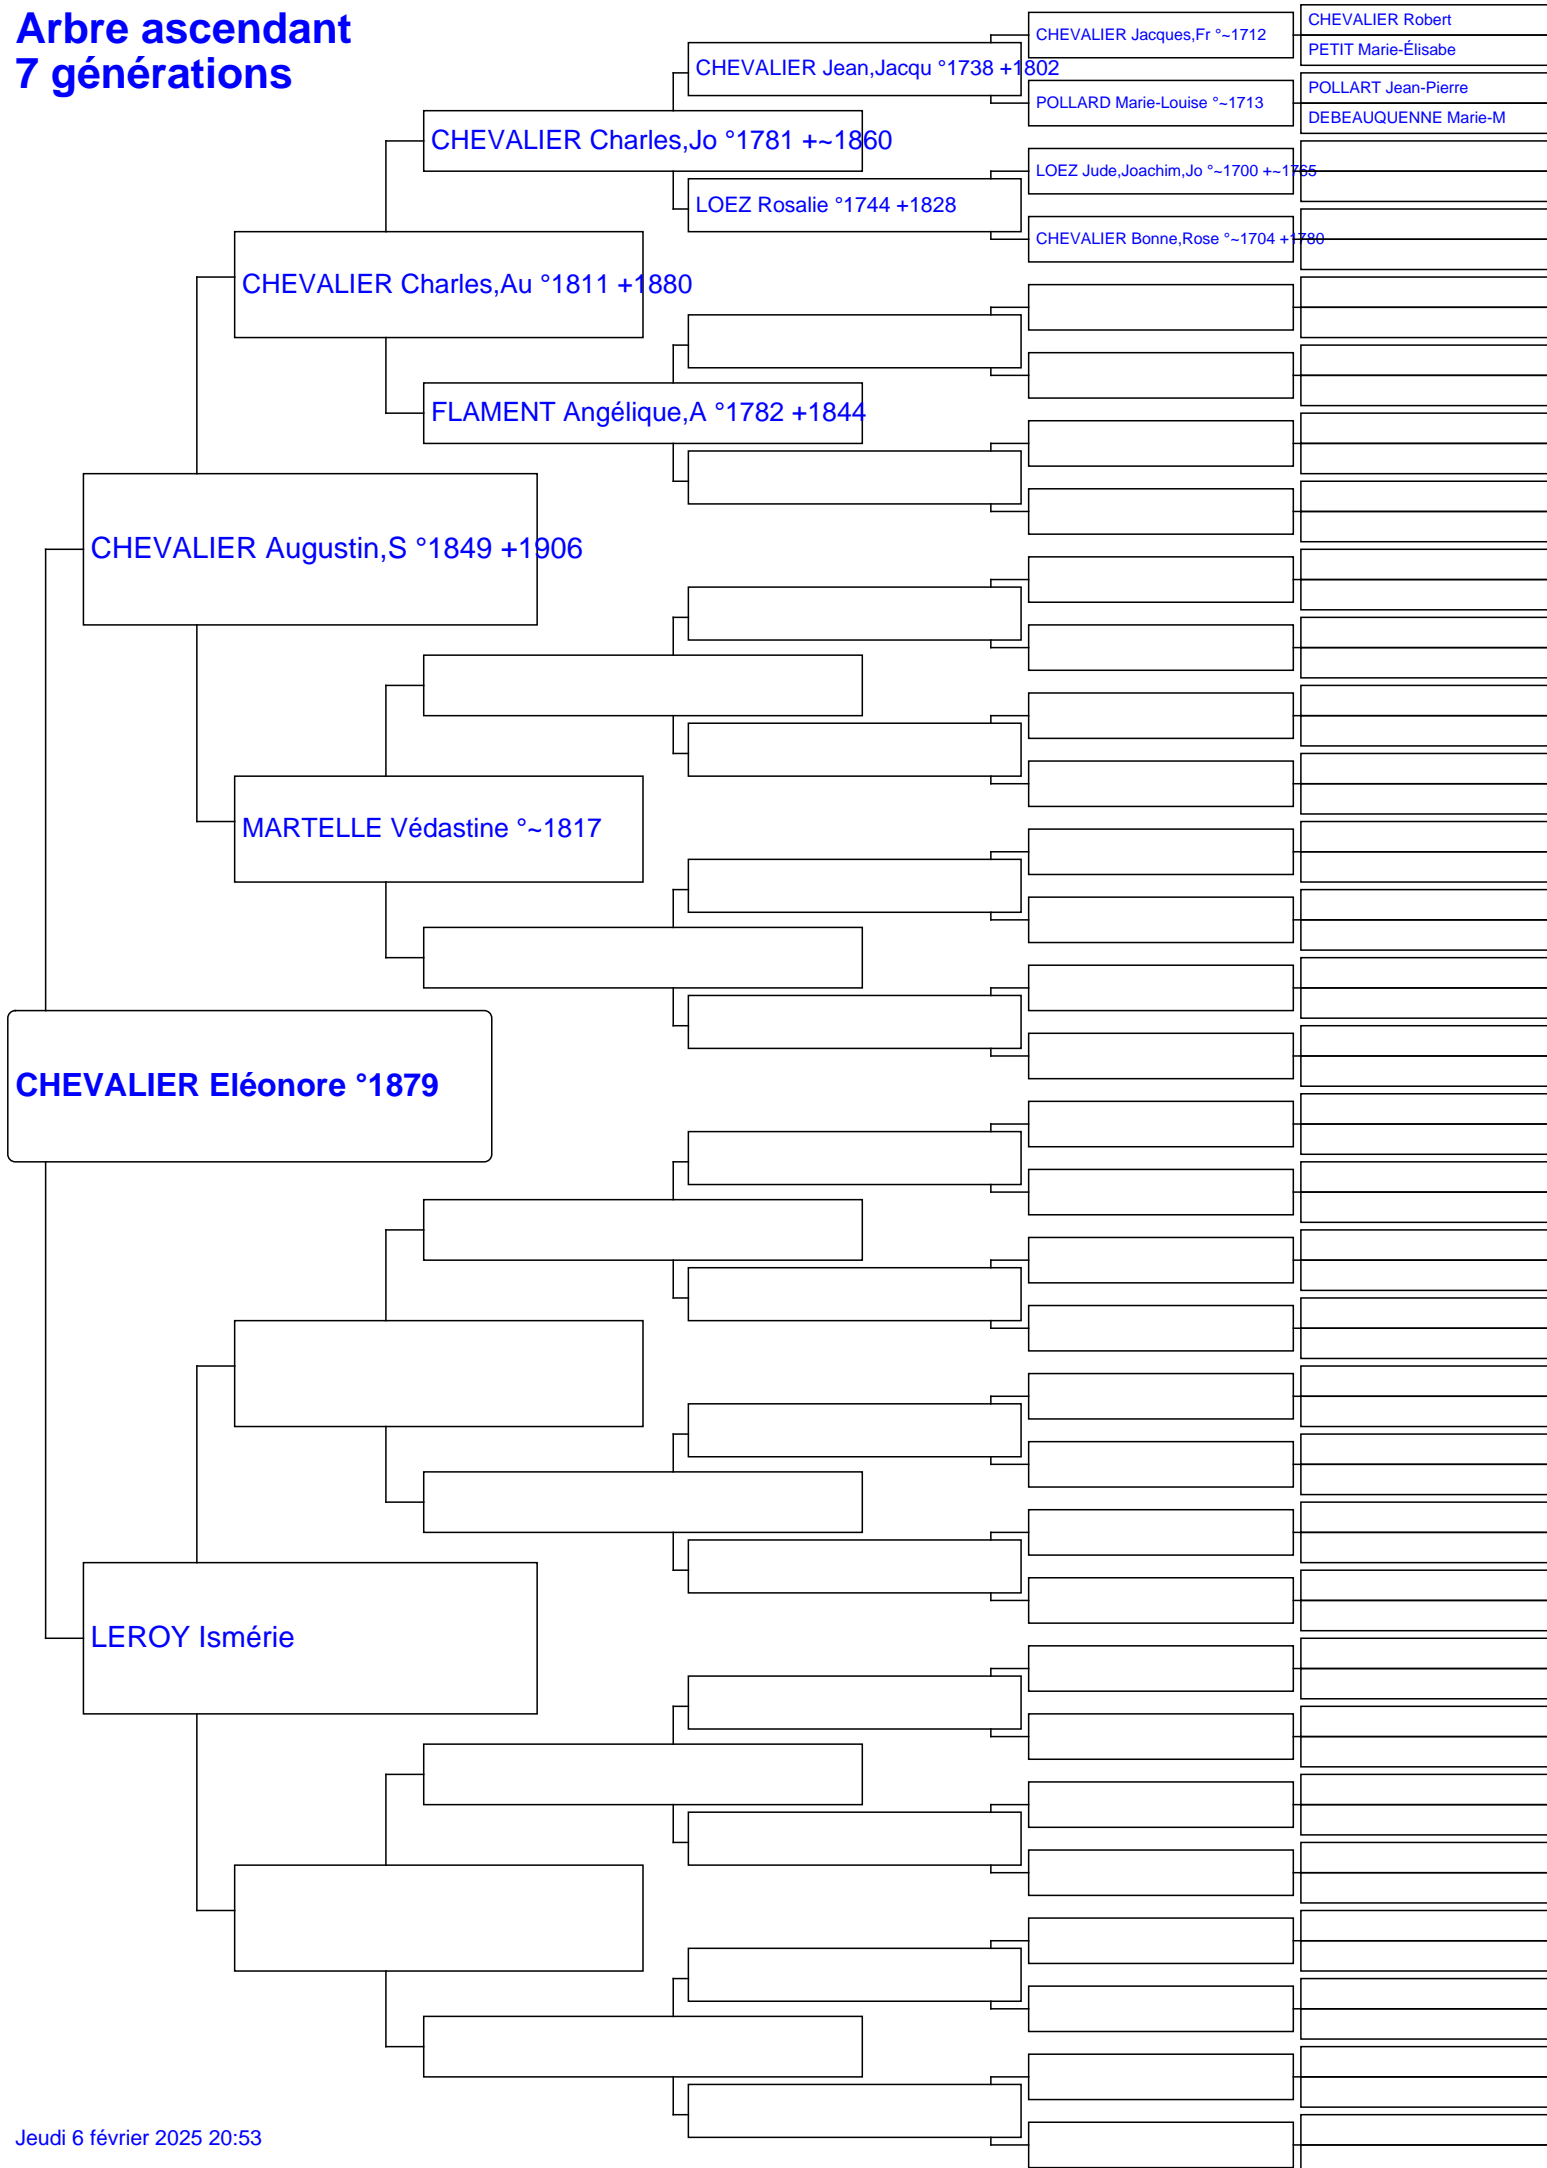 Arbre ascendant
7 générations
CHEVALIER Robert
CHEVALIER Jacques,Fr °~1712
PETIT Marie-Élisabe
CHEVALIER Jean,Jacqu °1738 +1802
POLLART Jean-Pierre
POLLARD Marie-Louise °~1713
DEBEAUQUENNE Marie-M
CHEVALIER Charles,Jo °1781 +~1860
LOEZ Jude,Joachim,Jo °~1700 +~1765
LOEZ Rosalie °1744 +1828
CHEVALIER Bonne,Rose °~1704 +1780
CHEVALIER Charles,Au °1811 +1880
FLAMENT Angélique,A °1782 +1844
CHEVALIER Augustin,S °1849 +1906
MARTELLE Védastine °~1817
CHEVALIER Eléonore °1879
LEROY Ismérie
Jeudi 6 février 2025 20:53